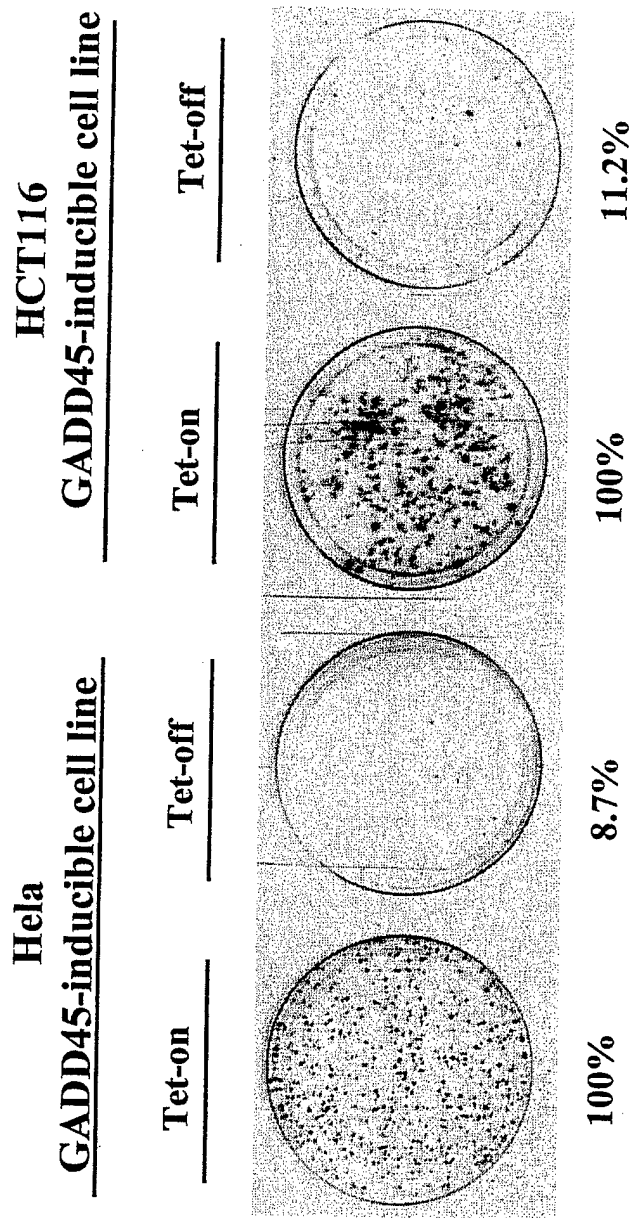 Hela
GADD45-inducible cell line
Tet-on
Tet-off
100%
8.7%
HCT116
GADD45-inducible cell line
Tet-on
Tet-off
100%
11.2%